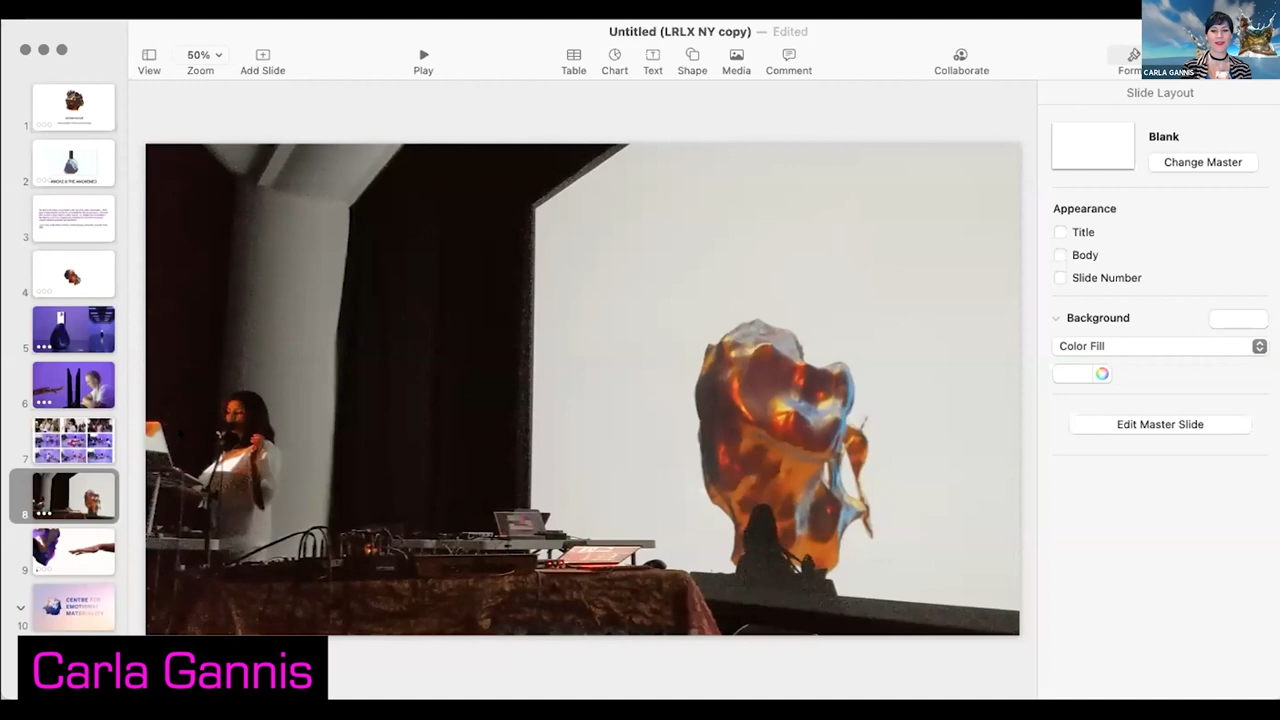 Untitled (LRLX NY copy) — Edited
50%
View
Zoom
Add Slide
Play
Table
Chart
Text
Shape
Media
Comment
Collaborate
Form
CARLA GANNIS
Slide Layout
Blank
Change Master
Appearance
Title
Body
Slide Number
Background
Color Fill
Edit Master Slide
1
2
3
4
5
6
7
8
9
10
CENTRE FOR
EMOTIONAL
MATERIALITY
Carla Gannis